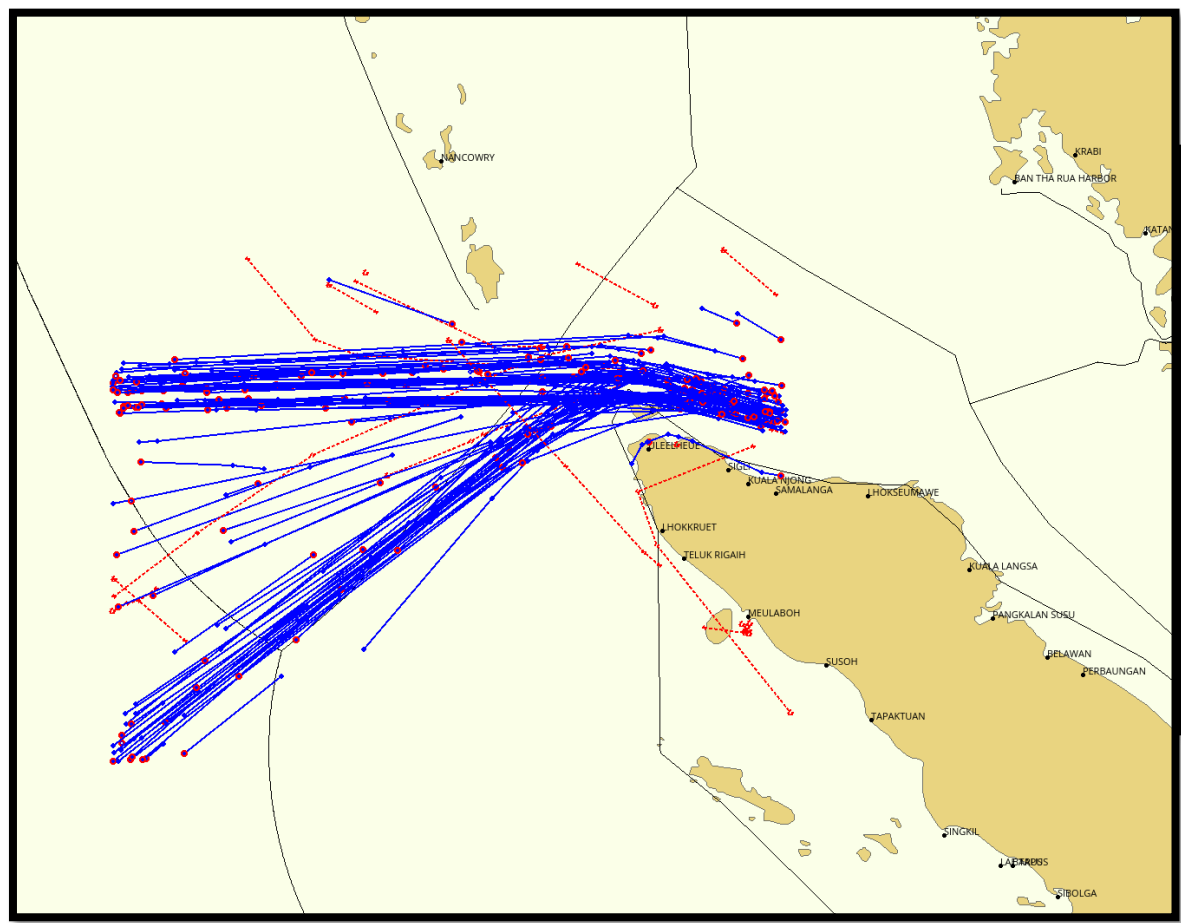 KRABI
NANCOWRY
BAN THA RUA HARBOR
KATAN
ULEELHEUE
SIGLI
KUALA NJONG
SAMALANGA
LHOKSEUMAWE
LHOKKRUET
TELUK RIGAIH
KUALA LANGSA
MEULABOH
PANGKALAN SUSU
SUSOH
BELAWAN
PERBAUNGAN
TAPAKTUAN
SINGKIL
SIBOLGA